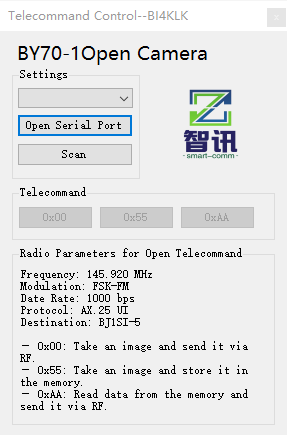 Telecommand Control--BI4KLK
BY70-1Open Camera
Settings
Open Serial Port
Scan
智讯
-smart-comm-
Telecommand
0x00 0x55 0xAA
Radio Parameters for Open Telecommand
Frequency: 145.920 MHz
Modulation: FSK-FM
Date Rate: 1000 bps
Protocol: AX.25 UI
Destination: BJ1SI-5
- 0x00: Take an image and send it via
RF.
- 0x55: Take an image and store it in
the memory.
- 0xAA: Read data from the memory and
send it via RF.